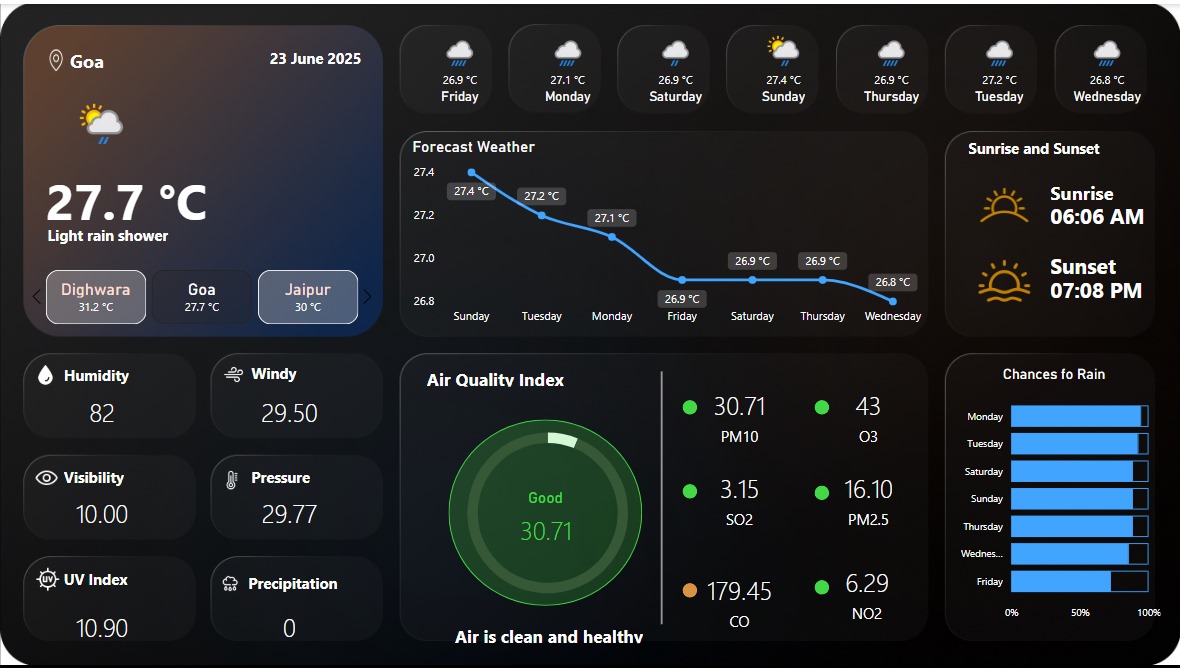 Goa
23 June 2025
27.7 °C
Light rain shower
Dighwara
31.2 °C
Goa
27.7 °C
Jaipur
30 °C
26.9 °C
Friday
27.1 °C
Monday
26.9 °C
Saturday
27.4 °C
Sunday
26.9 °C
Thursday
27.2 °C
Tuesday
26.8 °C
Wednesday
Forecast Weather
27.4
27.2
27.0
26.8
27.4 °C
27.2 °C
27.1 °C
26.9 °C
26.9 °C
26.9 °C
26.8 °C
Sunday
Tuesday
Monday
Friday
Saturday
Thursday
Wednesday
Sunrise and Sunset
Sunrise
06:06 AM
Sunset
07:08 PM
Humidity
82
Windy
29.50
Visibility
10.00
Pressure
29.77
UV
UV Index
10.90
Precipitation
0
Air Quality Index
Good
30.71
Air is clean and healthy
30.71
PM10
43
O3
3.15
SO2
16.10
PM2.5
179.45
CO
6.29
NO2
Chances fo Rain
Monday
Tuesday
Saturday
Sunday
Thursday
Wednes...
Friday
0%
50%
100%